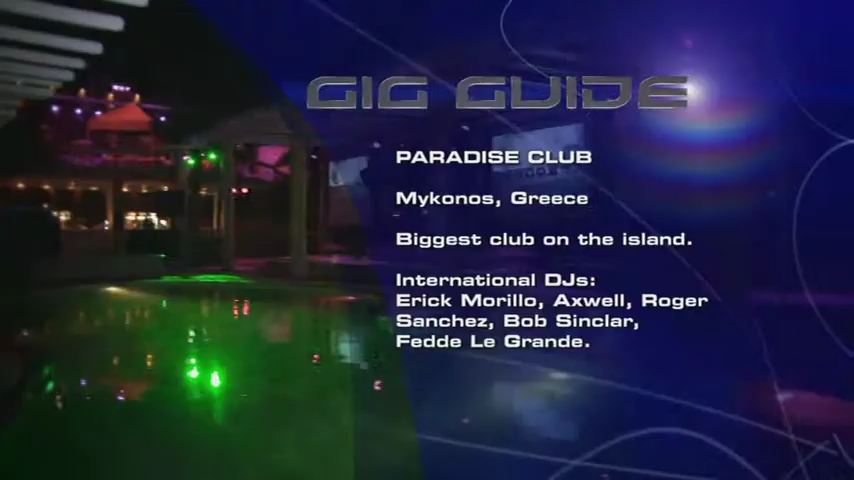 GIG GUIDE
PARADISE CLUB
Mykonos, Greece
Biggest club on the island.
International DJs:
Erick Morillo, Axwell, Roger
Sanchez, Bob Sinclar,
Fedde Le Grande.